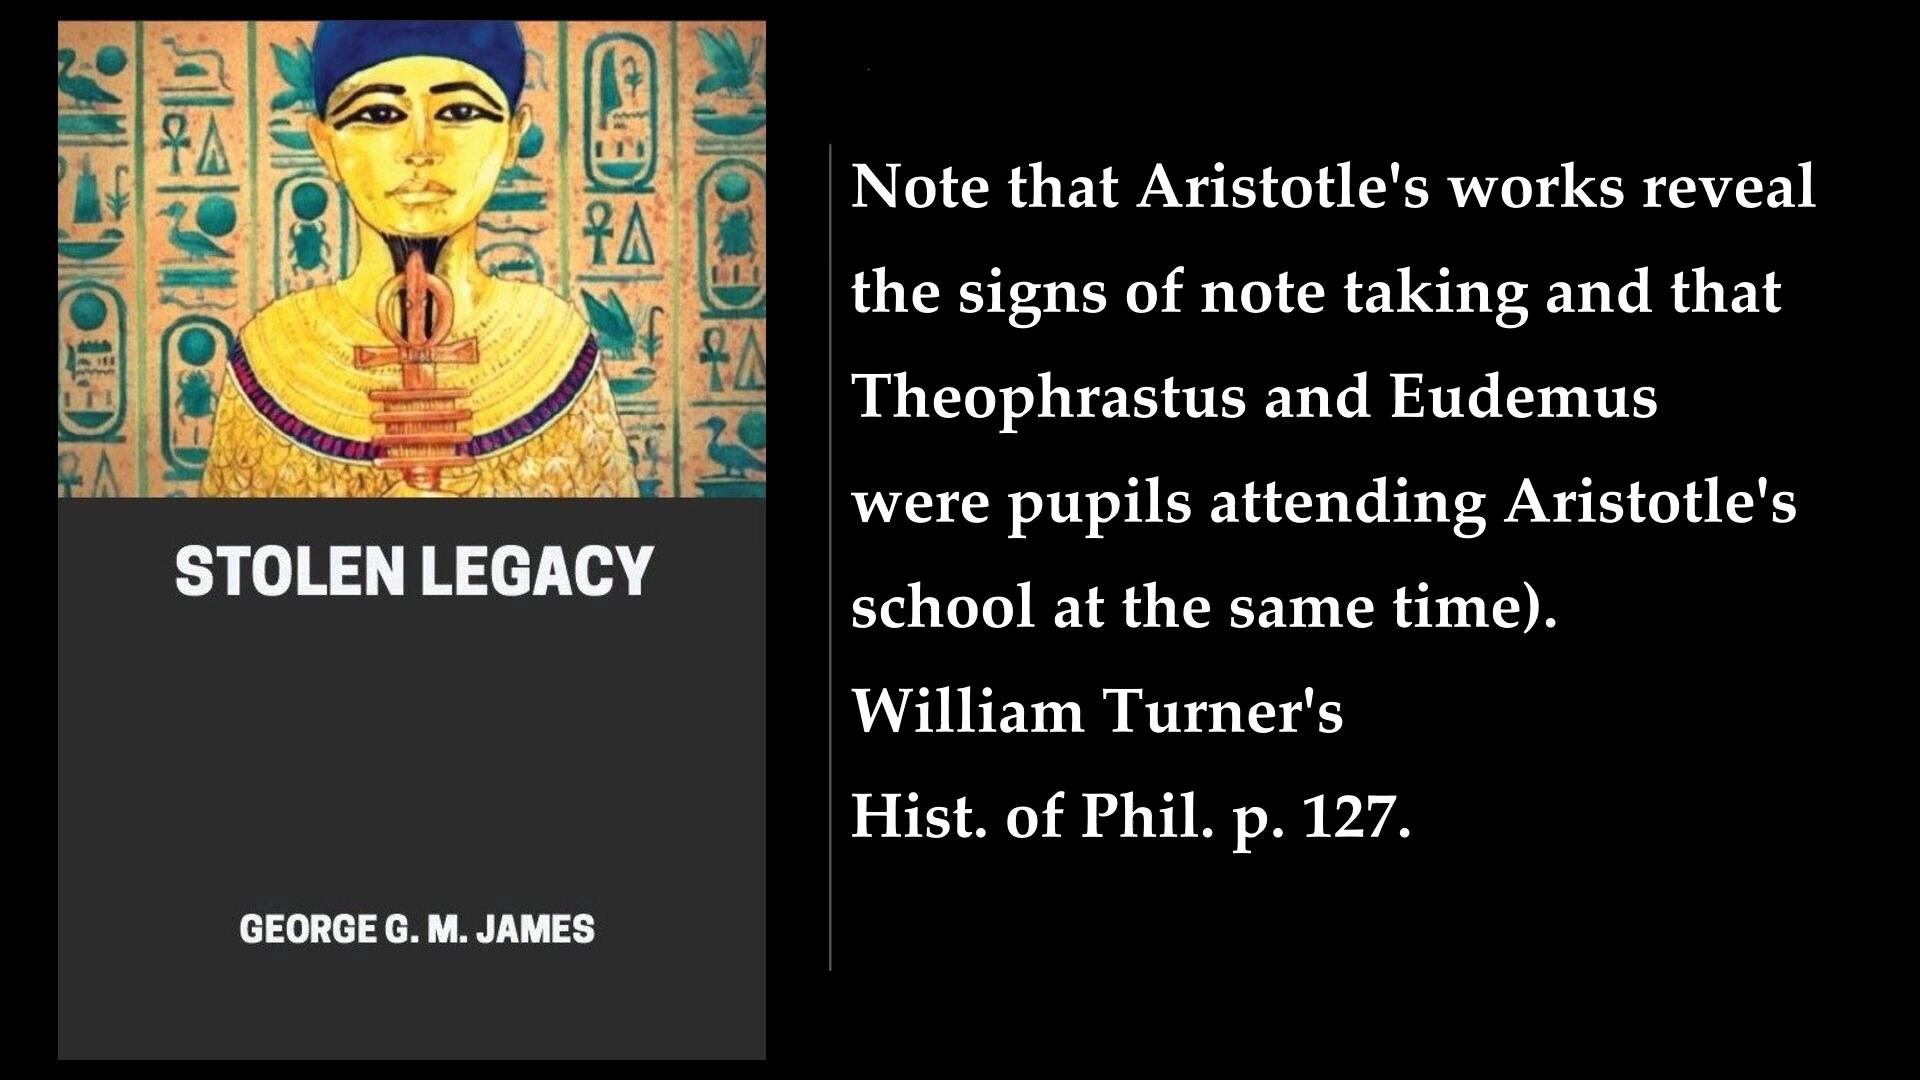 STOLEN LEGACY
GEORGE G. M. JAMES
Note that Aristotle's works reveal
the signs of note taking and that
Theophrastus and Eudemus
were pupils attending Aristotle's
school at the same time).
William Turner's
Hist. of Phil. p. 127.